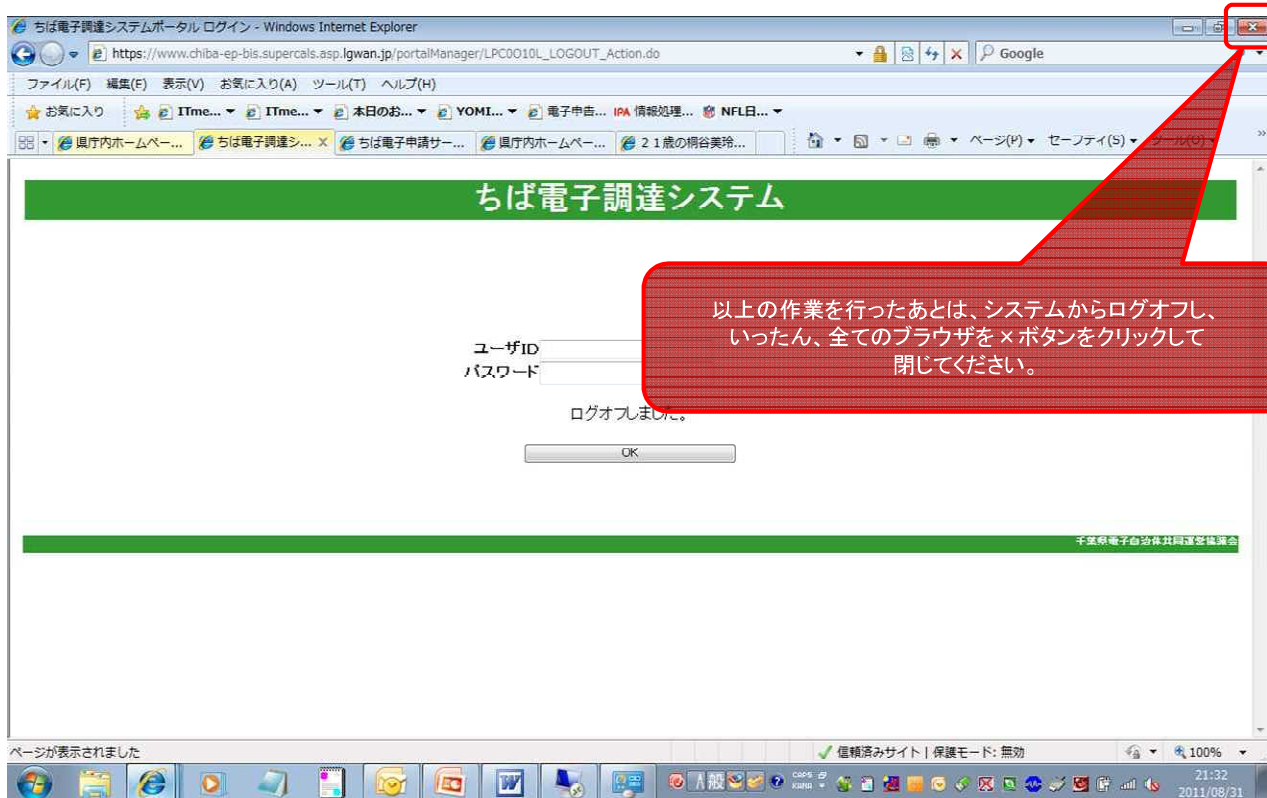 ちば電子調達システムポータル ログイン - Windows Internet Explorer
https://www.chiba-ep-bis.supercals.asp.lgwan.jp/portalManager/LPC0010L_LOGOUT_Action.do
Google
ファイル(F) 編集(E) 表示(V) お気に入り(A) ツール(T) ヘルプ(H)
お気に入り ITme... ITme... 本日のお... YOMI... 電子申告... IPA 情報処理... NFL日...
県庁内ホームペー... ちば電子調達シ... X ちば電子申請サー... 県庁内ホームペー... 21歳の桐谷美玲... ページ(P) セーフティ(S) ツール(O)
ちば電子調達システム
以上の作業を行ったあとは、システムからログオフし、
いったん、全てのブラウザを×ボタンをクリックして
閉じてください。
ユーザID
パスワード
ログオフしました。
OK
千葉県電子自治体共同運営協議会
ページが表示されました 信頼済みサイト | 保護モード: 無効 100%
A 般 CAPS KANA 21:32
2011/08/31